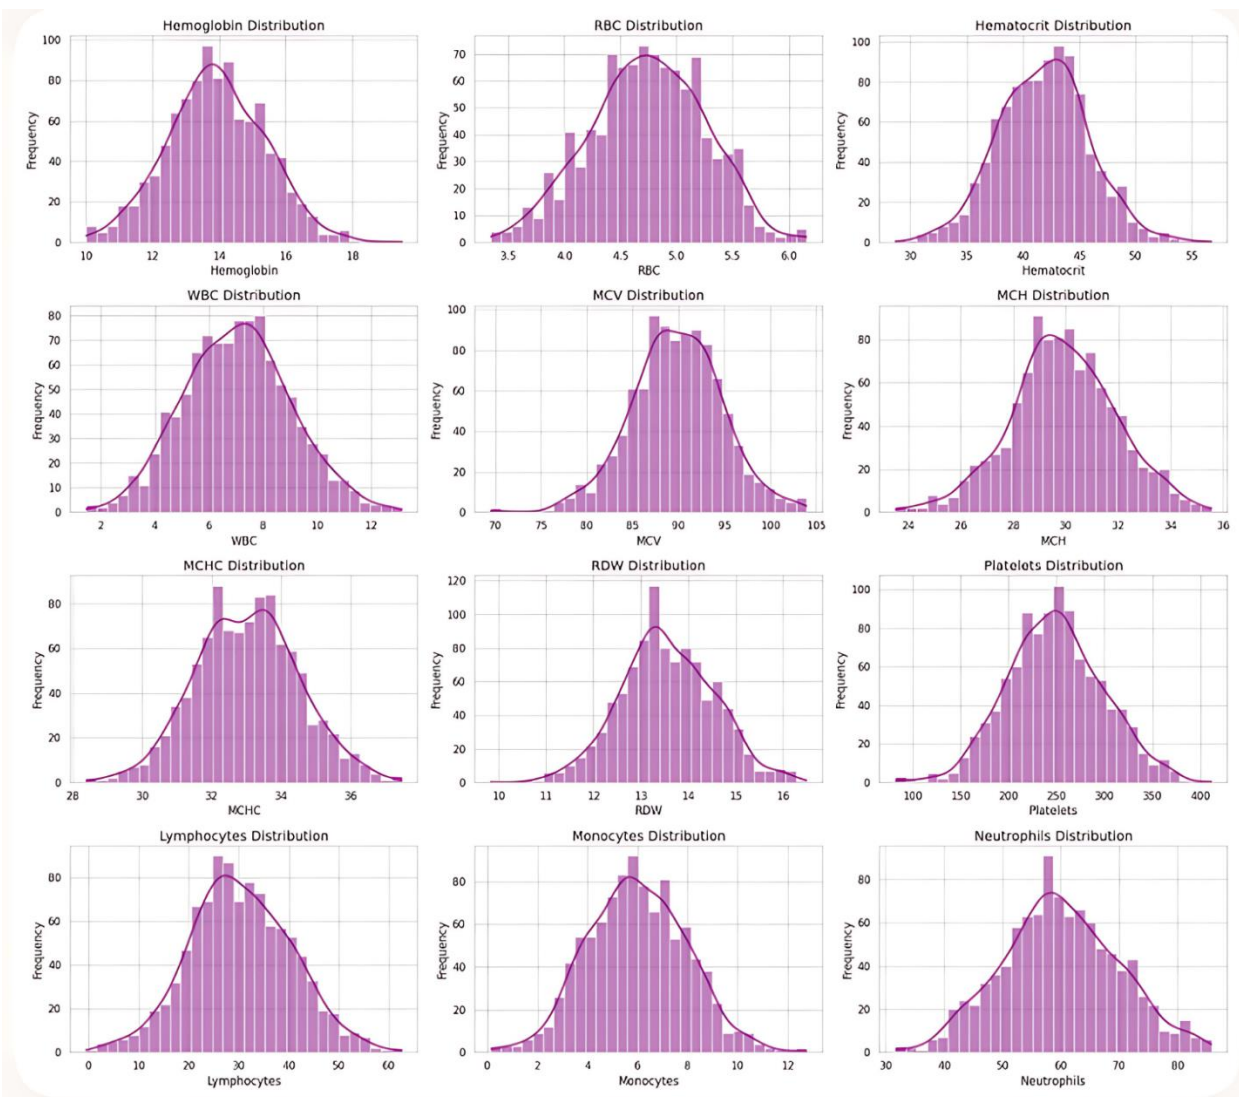 Hemoglobin Distribution
Frequency
100
80
60
40
20
0
10 12 14 16 18
Hemoglobin
RBC Distribution
Frequency
70
60
50
40
30
20
10
0
3.5 4.0 4.5 5.0 5.5 6.0
RBC
Hematocrit Distribution
Frequency
100
80
60
40
20
0
30 35 40 45 50 55
Hematocrit
WBC Distribution
Frequency
80
70
60
50
40
30
20
10
0
2 4 6 8 10 12
WBC
MCV Distribution
Frequency
100
80
60
40
20
0
70 75 80 85 90 95 100 105
MCV
MCH Distribution
Frequency
80
60
40
20
0
24 26 28 30 32 34 36
MCH
MCHC Distribution
Frequency
80
60
40
20
0
28 30 32 34 36
MCHC
RDW Distribution
Frequency
120
100
80
60
40
20
0
10 11 12 13 14 15 16
RDW
Platelets Distribution
Frequency
100
80
60
40
20
0
100 150 200 250 300 350 400
Platelets
Lymphocytes Distribution
Frequency
80
60
40
20
0
0 10 20 30 40 50 60
Lymphocytes
Monocytes Distribution
Frequency
80
60
40
20
0
0 2 4 6 8 10 12
Monocytes
Neutrophils Distribution
Frequency
80
60
40
20
0
30 40 50 60 70 80
Neutrophils